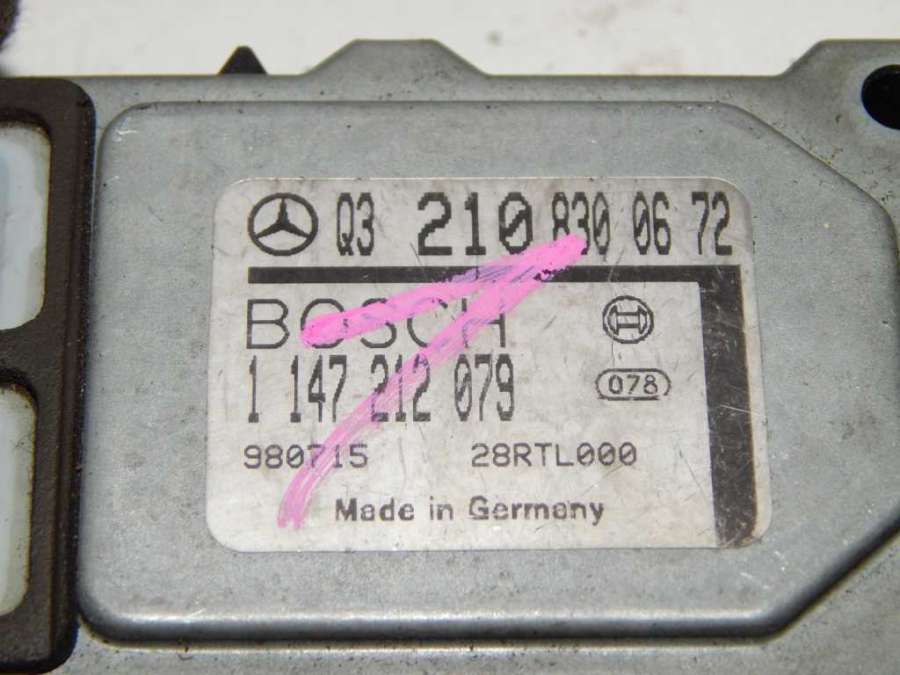 Q3 210 830 06 72
BOSCH
1 147 212 079
078
980715 28RTL000
Made in Germany